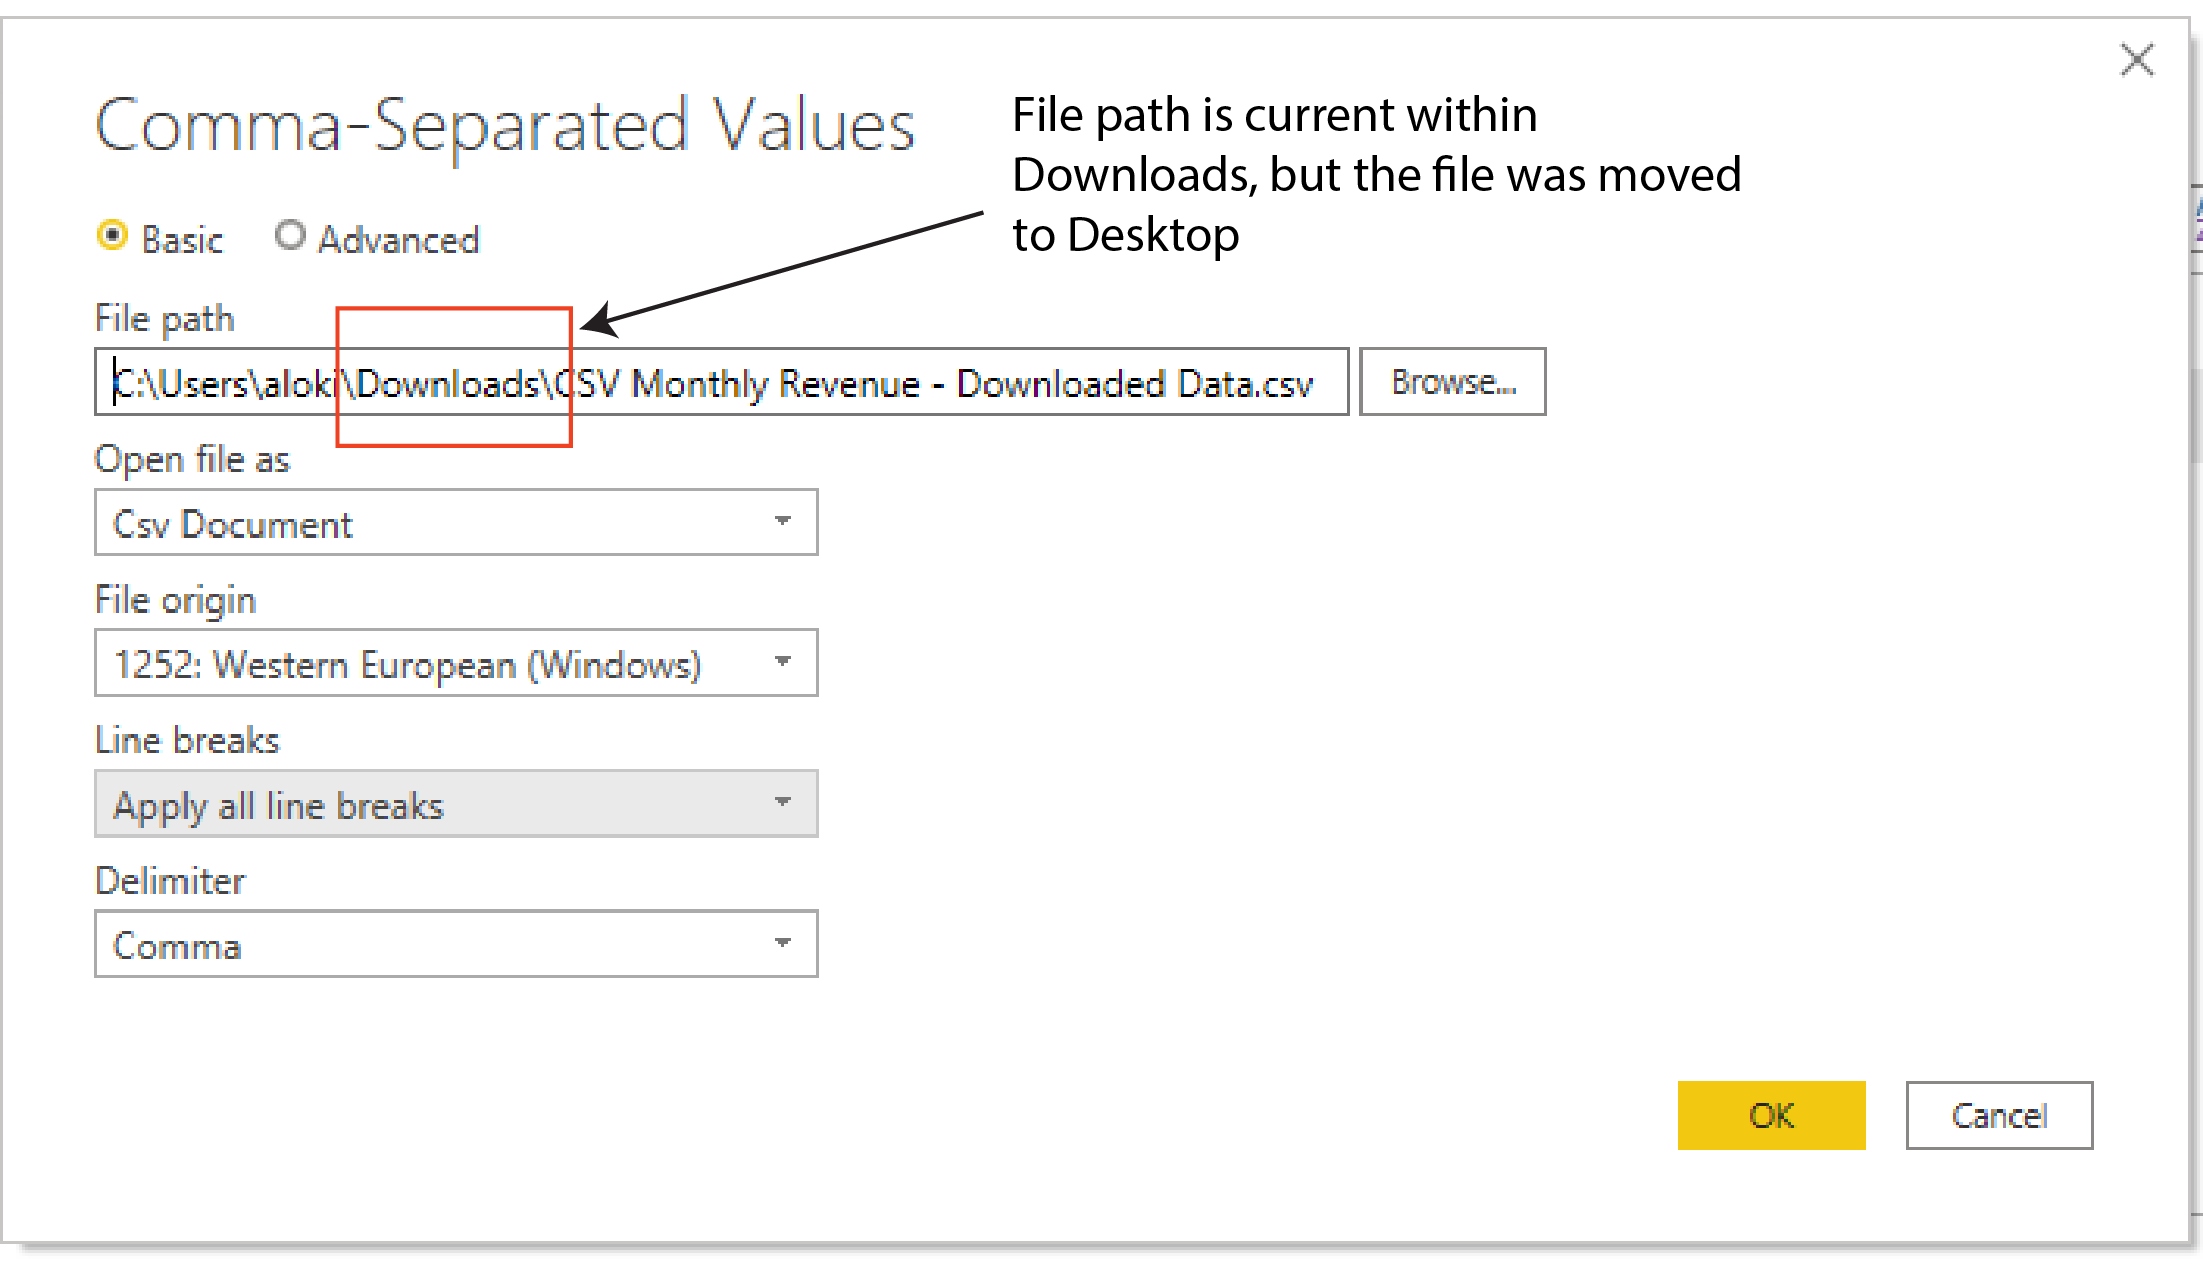 Comma-Separated Values
File path is current within
Downloads, but the file was moved
to Desktop
Basic Advanced
File path
C:\Users\aloki\Downloads\CSV Monthly Revenue - Downloaded Data.csv Browse...
Open file as
Csv Document
File origin
1252: Western European (Windows)
Line breaks
Apply all line breaks
Delimiter
Comma
OK Cancel